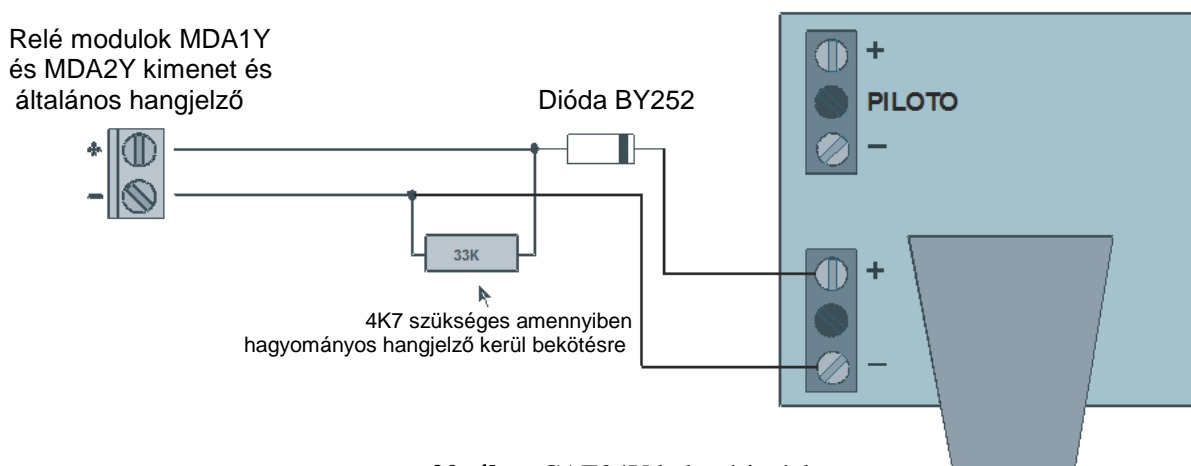 Relé modulok MDA1Y
és MDA2Y kimenet és
általános hangjelző
Dióda BY252
+
PILOTO
−
+
−
33K
+
−
4K7 szükséges amennyiben
hagyományos hangjelző kerül bekötésre